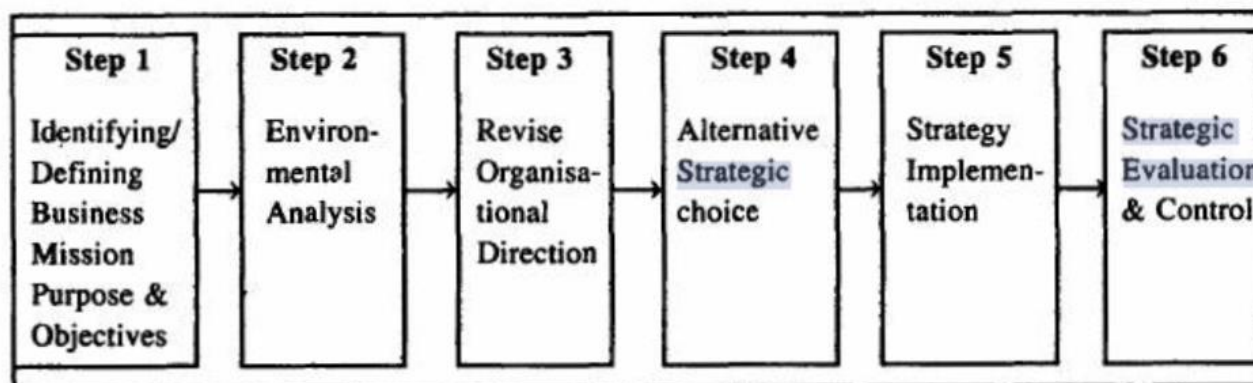 Step 1
Identifying/
Defining
Business
Mission
Purpose &
Objectives
Step 2
Environ-
mental
Analysis
Step 3
Revise
Organisa-
tional
Direction
Step 4
Alternative
Strategic
choice
Step 5
Strategy
Implemen-
tation
Step 6
Strategic
Evaluation
& Control